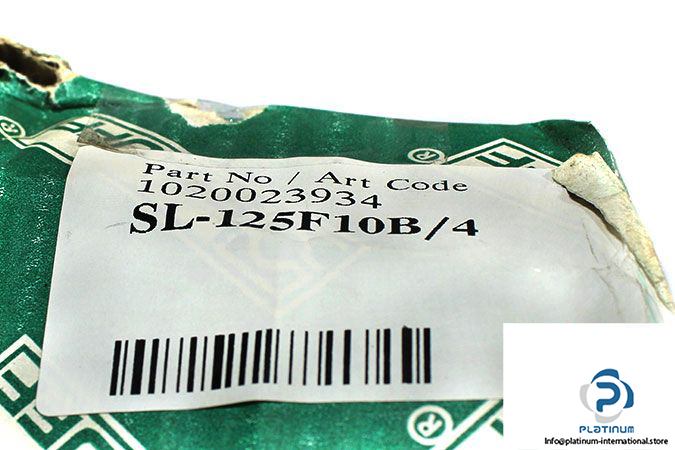 Part No / Art Code
1020023934
SL-125F10B/4
PLATINUM
Info@platinum-international.store